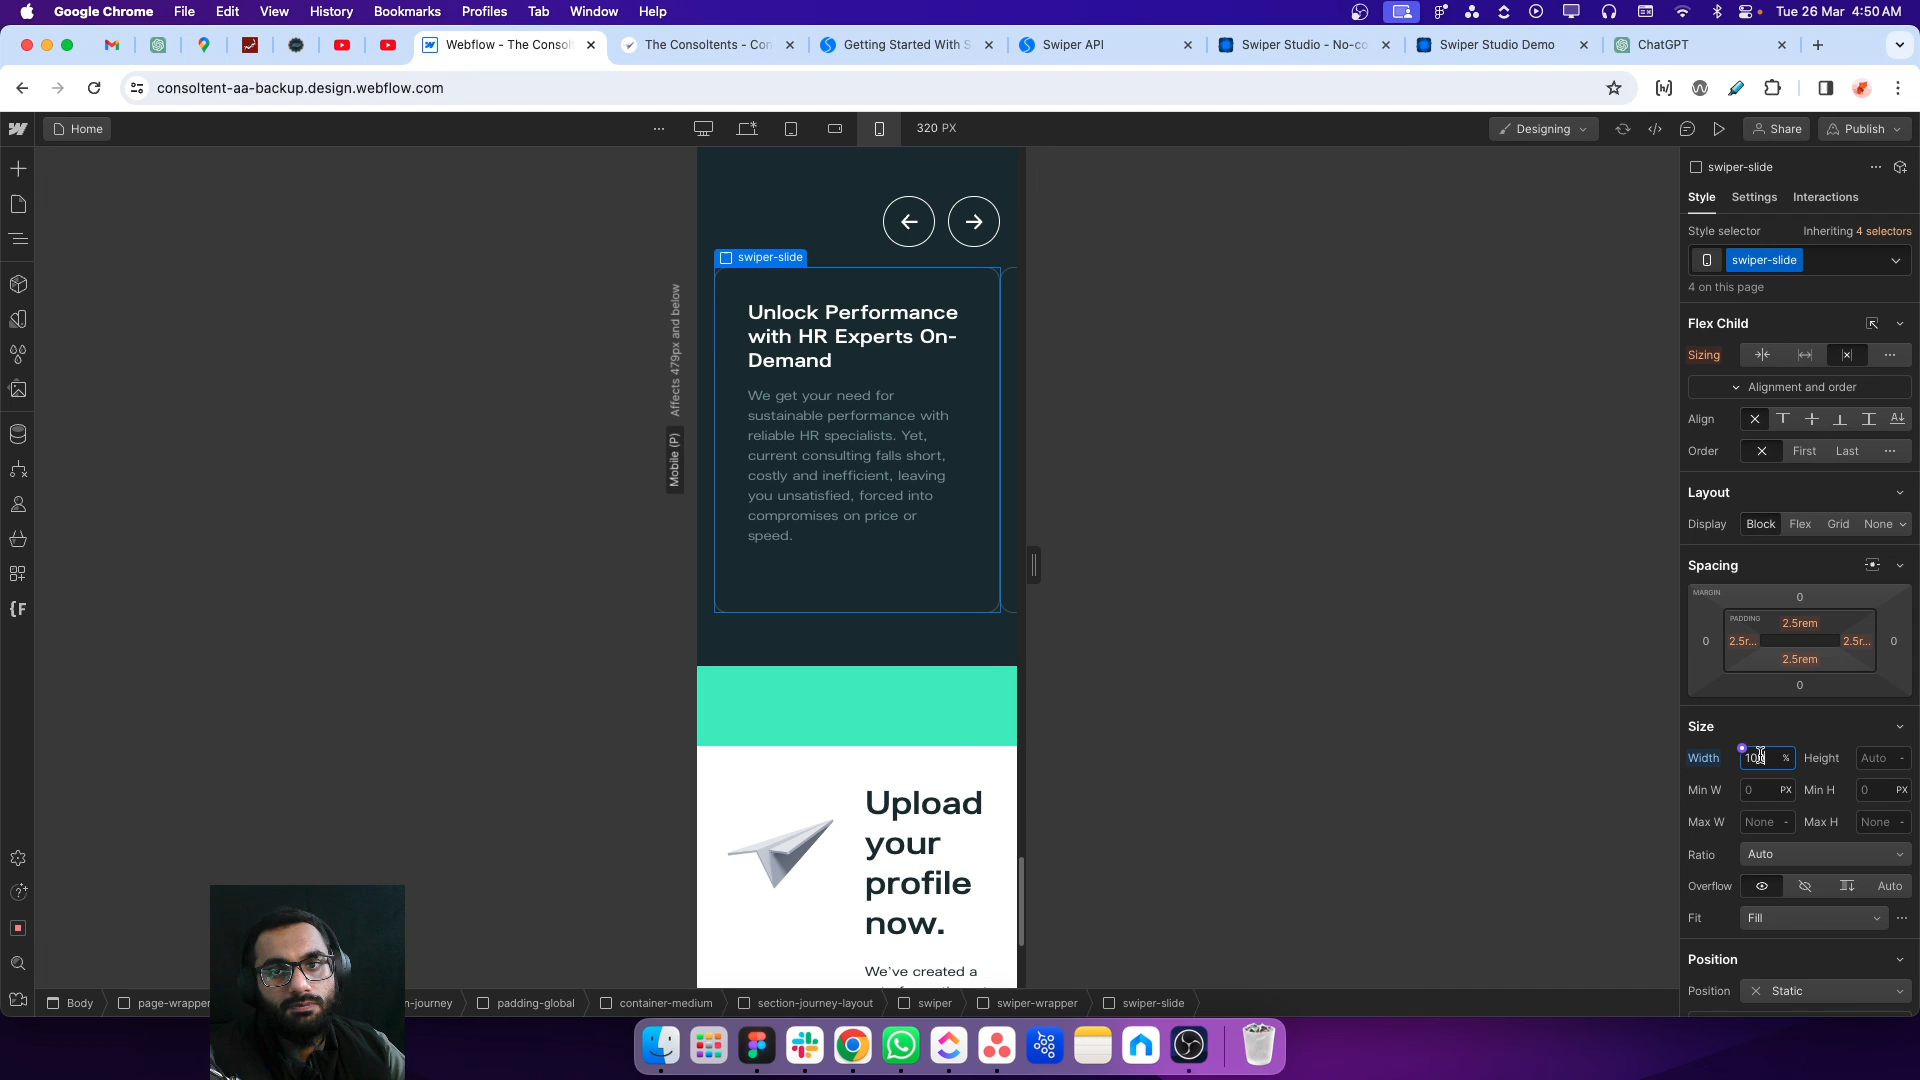 Google Chrome File Edit View History Bookmarks Profiles Tab Window Help Tue 26 Mar 4:50 AM
Webflow - The Consol The Consoltents - Con Getting Started With S Swiper API Swiper Studio - No-co Swiper Studio Demo ChatGPT
consoltent-aa-backup.design.webflow.com
Home 320 PX Designing Share Publish
swiper-slide
Style Settings Interactions
Style selector Inheriting 4 selectors
swiper-slide
4 on this page
Flex Child
Sizing
Alignment and order
Align
Order First Last
Layout
Display Block Flex Grid None
Spacing
MARGIN 0
PADDING 2.5rem
0 2.5r... 2.5r... 0
2.5rem
0
Size
Width % Height Auto -
Min W 0 PX Min H 0 PX
Max W None - Max H None -
Ratio Auto
Overflow Auto
Fit Fill
Position
Position Static
swiper-slide
Affects 479px and below
Mobile (P)
Unlock Performance
with HR Experts On-
Demand
We get your need for
sustainable performance with
reliable HR specialists. Yet,
current consulting falls short,
costly and inefficient, leaving
you unsatisfied, forced into
compromises on price or
speed.
Upload
your
profile
now.
We've created a
Body page-wrapper n-journey padding-global container-medium section-journey-layout swiper swiper-wrapper swiper-slide